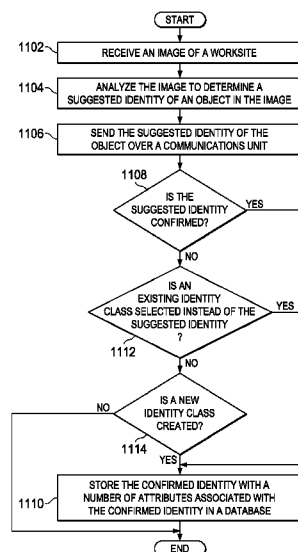 START
1102
RECEIVE AN IMAGE OF A WORKSITE
1104
ANALYZE THE IMAGE TO DETERMINE A
SUGGESTED IDENTITY OF AN OBJECT IN THE IMAGE
1106
SEND THE SUGGESTED IDENTITY OF THE
OBJECT OVER A COMMUNICATIONS UNIT
1108
IS THE
SUGGESTED IDENTITY
CONFIRMED?
YES
NO
IS AN
EXISTING IDENTITY
CLASS SELECTED INSTEAD OF THE
SUGGESTED IDENTITY
?
YES
1112
NO
IS A NEW
IDENTITY CLASS
CREATED?
NO
1114
YES
1110
STORE THE CONFIRMED IDENTITY WITH A
NUMBER OF ATTRIBUTES ASSOCIATED WITH
THE CONFIRMED IDENTITY IN A DATABASE
END